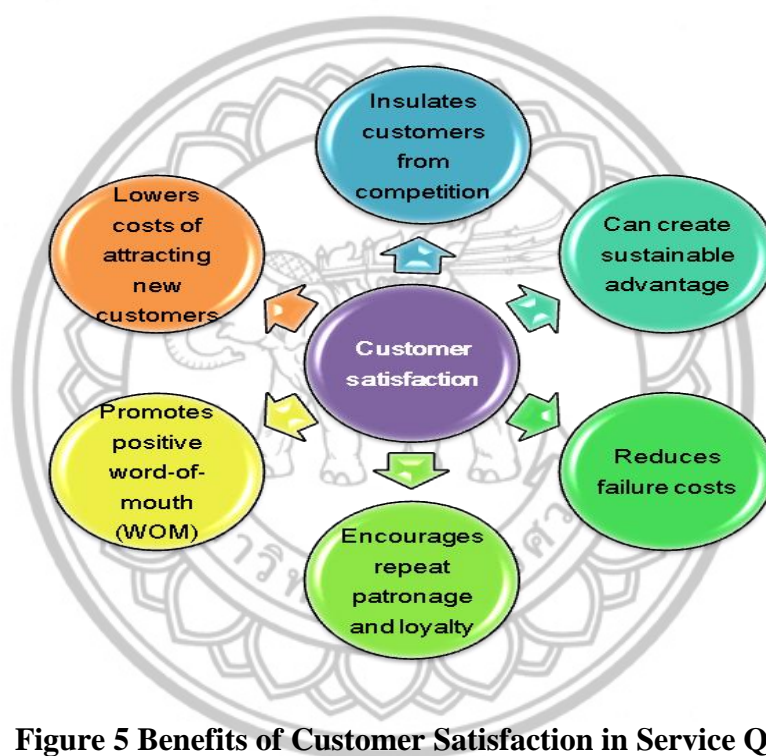 Insulates
customers
from
competition
Lowers
costs of
attracting
new
customers
Can create
sustainable
advantage
Customer
satisfaction
Promotes
positive
word-of-
mouth
(WOM)
Reduces
failure costs
Encourages
repeat
patronage
and loyalty
Figure 5 Benefits of Customer Satisfaction in Service Q